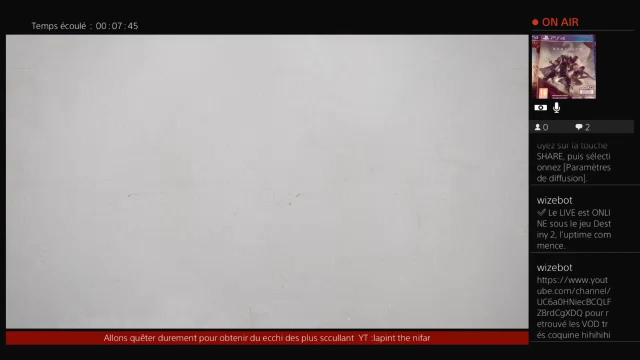 Temps écoulé : 00:07:45
ON AIR
PS4
0
2
uyez sur la touche
SHARE, puis sélecti
onnez [Paramètres
de diffusion].
wizebot
✅ Le LIVE est ONLI
NE sous le jeu Dest
iny 2, l'uptime com
mence.
wizebot
https://www.yout
ube.com/channel/
UC6a0HNiecBCQLF
ZBrdCgXDQ pour r
etrouvé les VOD tr
és coquine hihihihi
Allons quêter durement pour obtenir du ecchi des plus sccullant YT :lapint the nifar